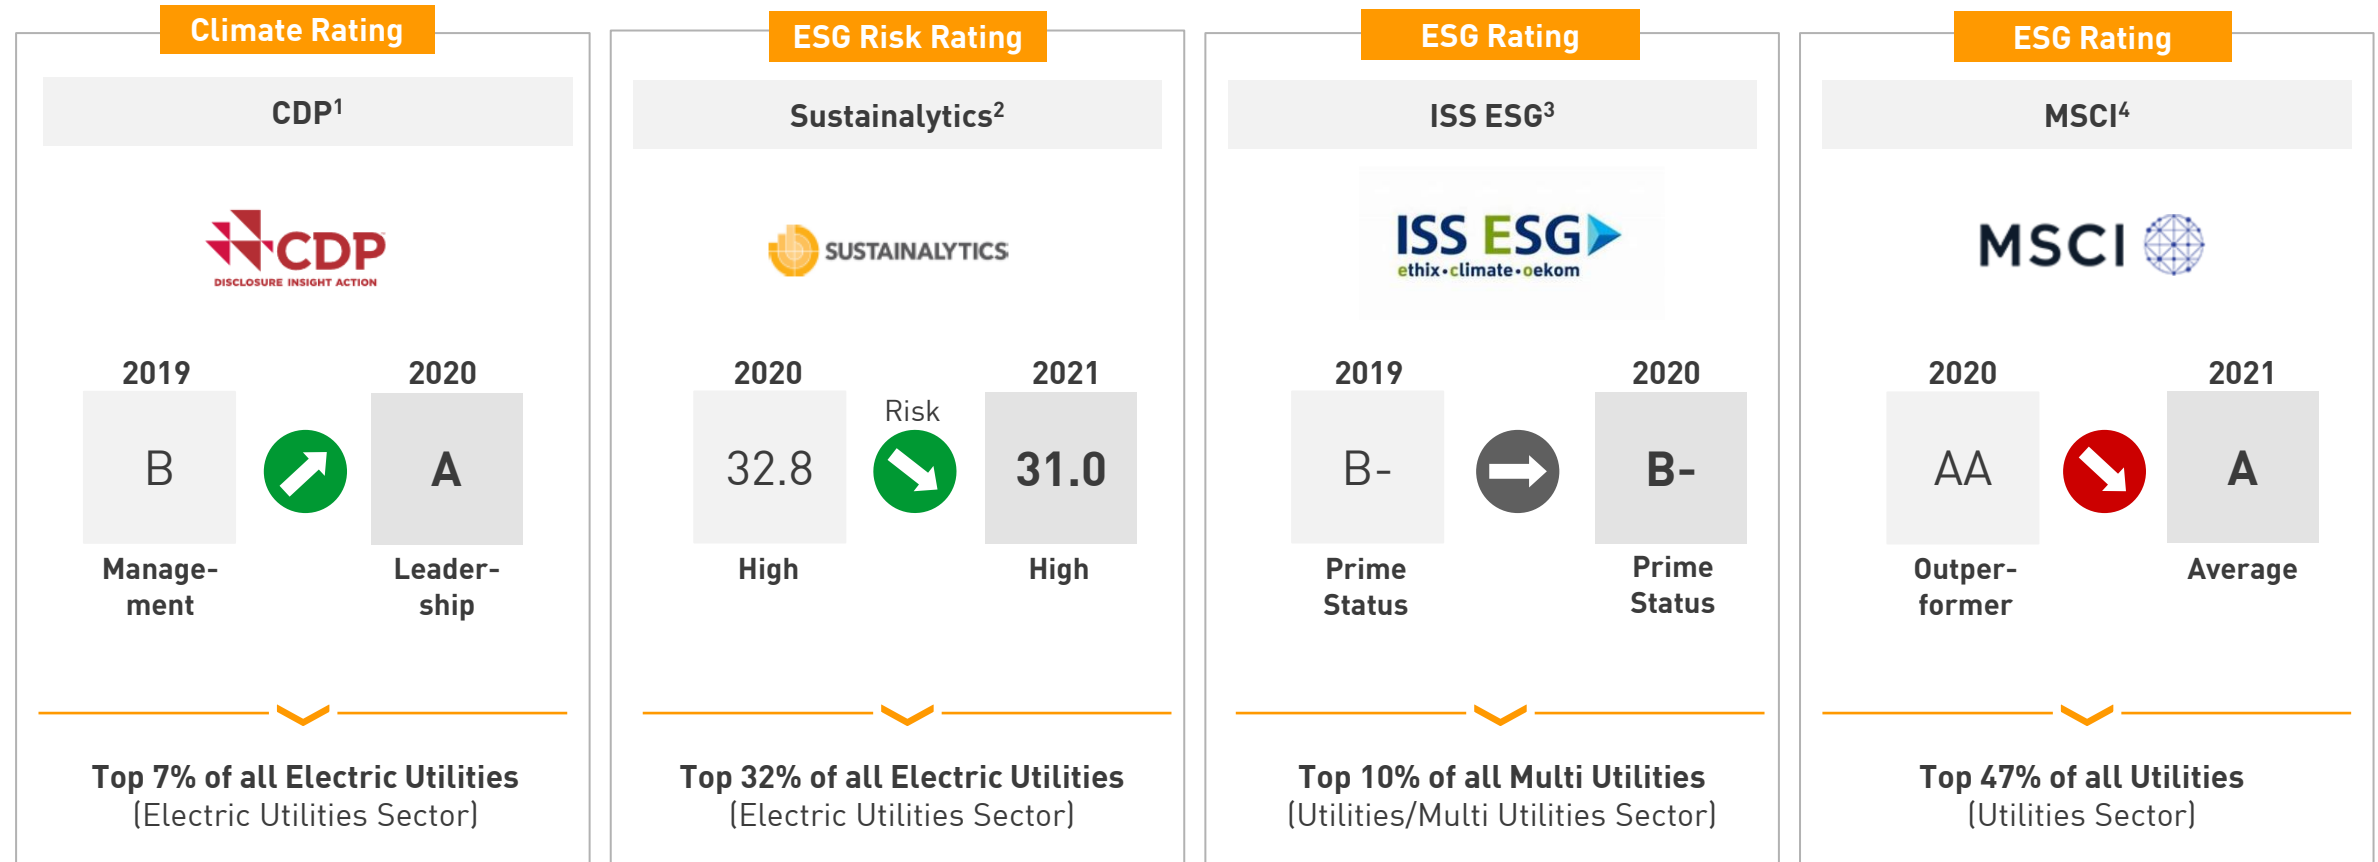 Climate Rating
CDP¹
CDP
DISCLOSURE INSIGHT ACTION
2019
2020
B
A
Manage-
ment
Leader-
ship
Top 7% of all Electric Utilities
(Electric Utilities Sector)
ESG Risk Rating
Sustainalytics²
SUSTAINALYTICS
2020
2021
Risk
32.8
31.0
High
High
Top 32% of all Electric Utilities
(Electric Utilities Sector)
ESG Rating
ISS ESG³
ISS ESG
ethix·climate·oekom
2019
2020
B-
B-
Prime
Status
Prime
Status
Top 10% of all Multi Utilities
(Utilities/Multi Utilities Sector)
ESG Rating
MSCI⁴
MSCI
2020
2021
AA
A
Outper-
former
Average
Top 47% of all Utilities
(Utilities Sector)